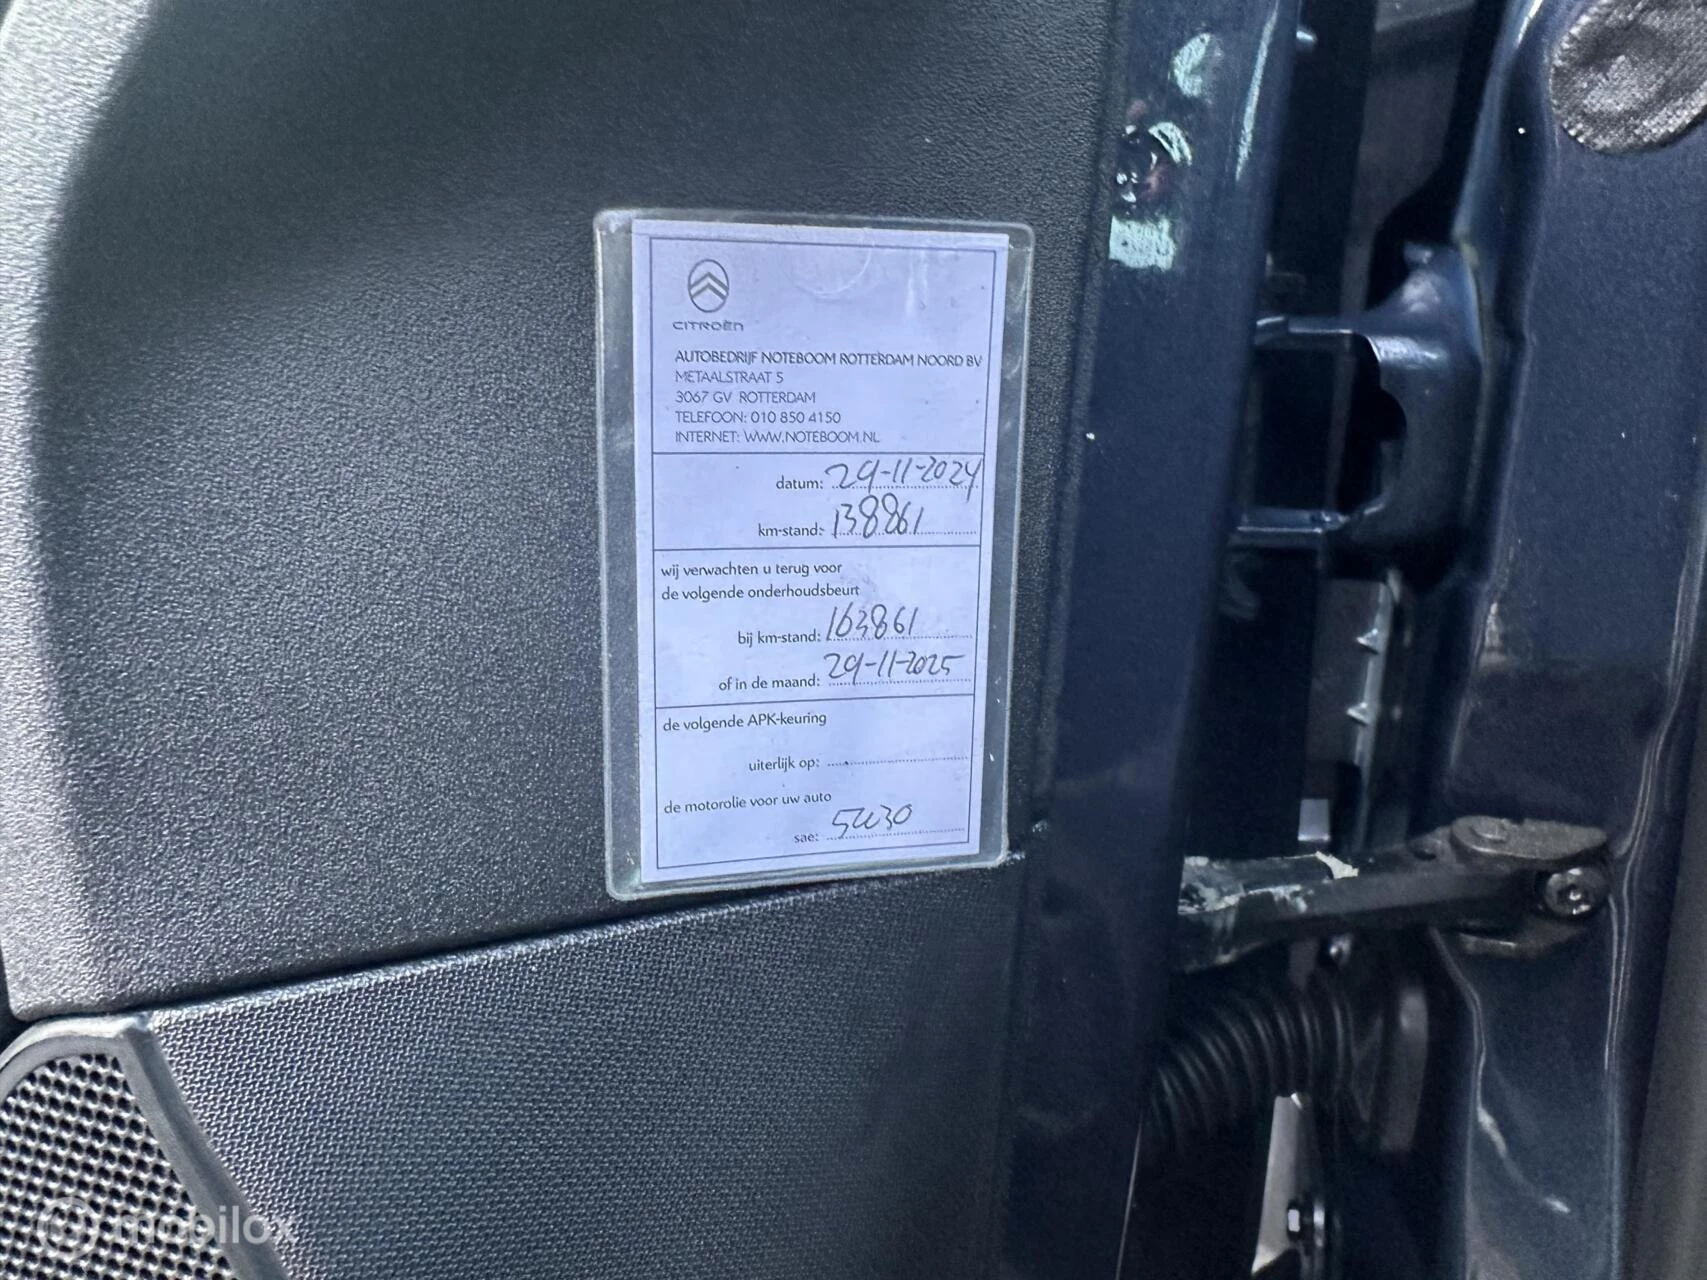 CITROËN
AUTOBEDRIJF NOTEBOOM ROTTERDAM NOORD BV
METAALSTRAAT 5
3067 GV ROTTERDAM
TELEFOON: 010 850 4150
INTERNET: WWW.NOTEBOOM.NL
datum: 29-11-2024
km-stand: 138861
wij verwachten u terug voor
de volgende onderhoudsbeurt
bij km-stand: 163861
of in de maand: 29-11-2025
de volgende APK-keuring
uiterlijk op:
de motorolie voor uw auto
sae: 5W30
mobilox